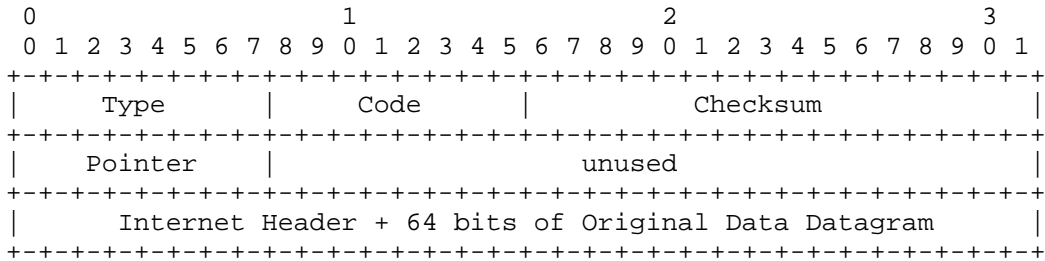 0                   1                   2                   3
 0 1 2 3 4 5 6 7 8 9 0 1 2 3 4 5 6 7 8 9 0 1 2 3 4 5 6 7 8 9 0 1
+-+-+-+-+-+-+-+-+-+-+-+-+-+-+-+-+-+-+-+-+-+-+-+-+-+-+-+-+-+-+-+-+
|     Type      |     Code      |          Checksum             |
+-+-+-+-+-+-+-+-+-+-+-+-+-+-+-+-+-+-+-+-+-+-+-+-+-+-+-+-+-+-+-+-+
|    Pointer    |                   unused                      |
+-+-+-+-+-+-+-+-+-+-+-+-+-+-+-+-+-+-+-+-+-+-+-+-+-+-+-+-+-+-+-+-+
|      Internet Header + 64 bits of Original Data Datagram      |
+-+-+-+-+-+-+-+-+-+-+-+-+-+-+-+-+-+-+-+-+-+-+-+-+-+-+-+-+-+-+-+-+